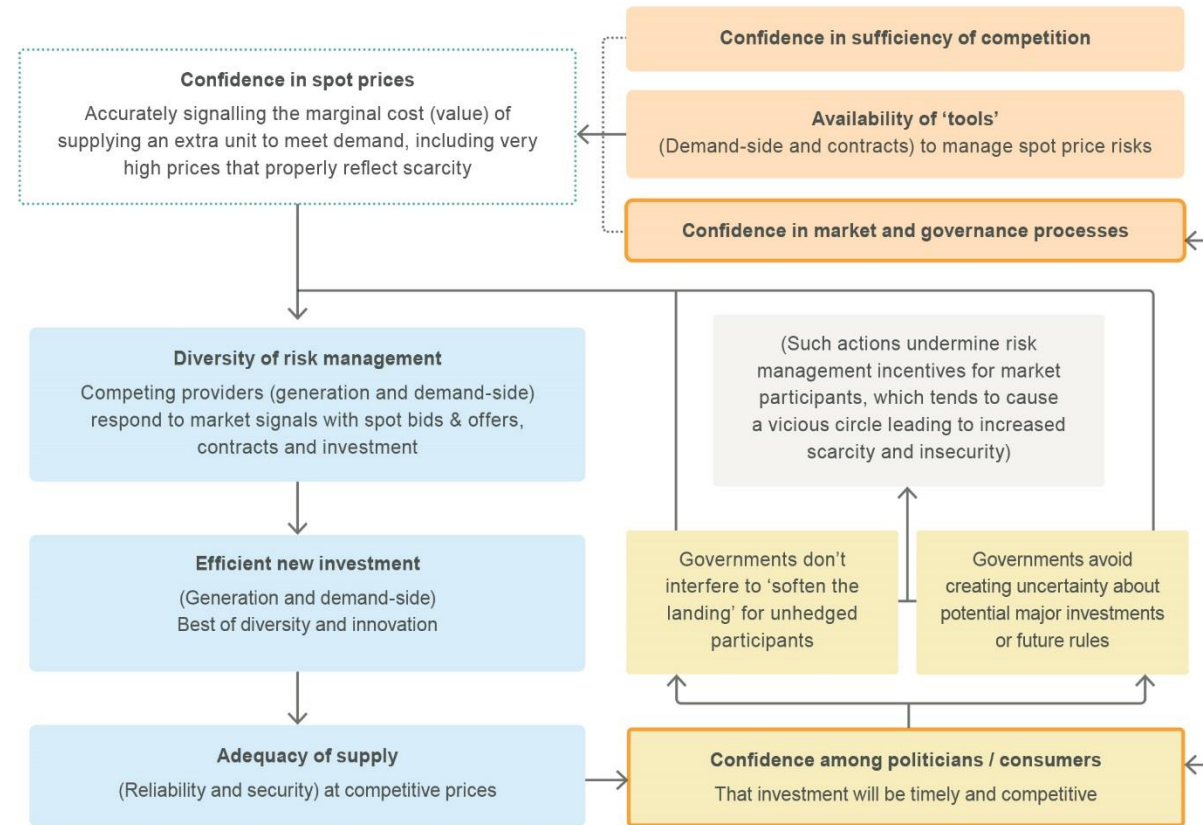 Confidence in spot prices
Accurately signalling the marginal cost (value) of
supplying an extra unit to meet demand, including very
high prices that properly reflect scarcity
Confidence in sufficiency of competition
Availability of ‘tools’
(Demand-side and contracts) to manage spot price risks
Confidence in market and governance processes
Diversity of risk management
Competing providers (generation and demand-side)
respond to market signals with spot bids & offers,
contracts and investment
(Such actions undermine risk
management incentives for market
participants, which tends to cause
a vicious circle leading to increased
scarcity and insecurity)
Efficient new investment
(Generation and demand-side)
Best of diversity and innovation
Governments don’t
interfere to ‘soften the
landing’ for unhedged
participants
Governments avoid
creating uncertainty about
potential major investments
or future rules
Adequacy of supply
(Reliability and security) at competitive prices
Confidence among politicians / consumers
That investment will be timely and competitive